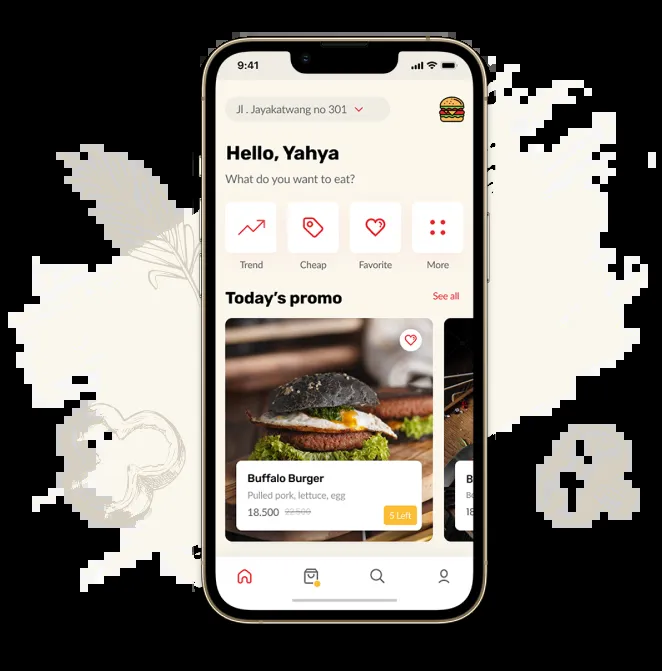 9:41
Jl . Jayakatwang no 301
Hello, Yahya
What do you want to eat?
Trend Cheap Favorite More
Today's promo See all
Buffalo Burger
Pulled pork, lettuce, egg
18.500 22.500
5 Left
B
18